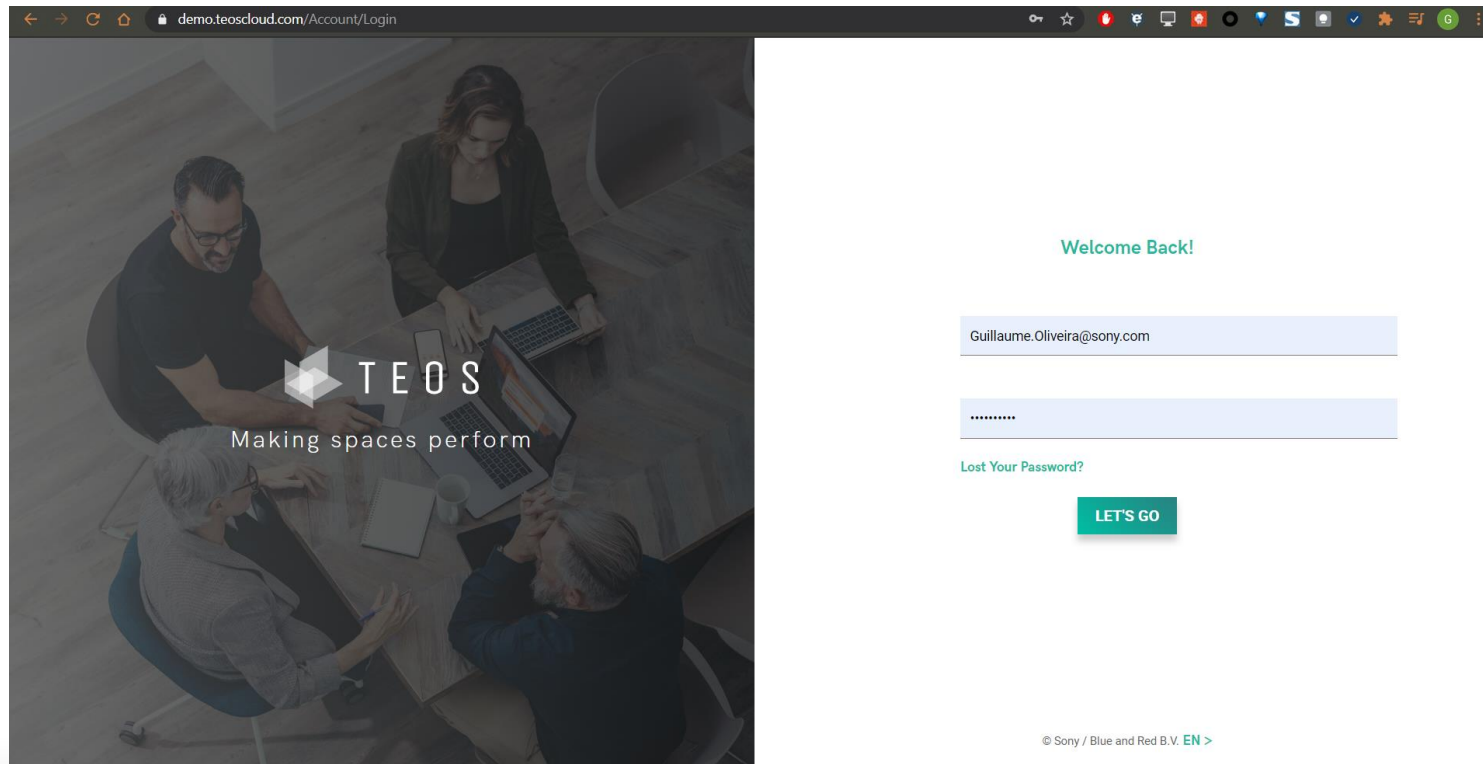 demo.teoscloud.com/Account/Login
G
TEOS
Making spaces perform
Welcome Back!
Guillaume.Oliveira@sony.com
••••••••••
Lost Your Password?
LET'S GO
© Sony / Blue and Red B.V. EN >